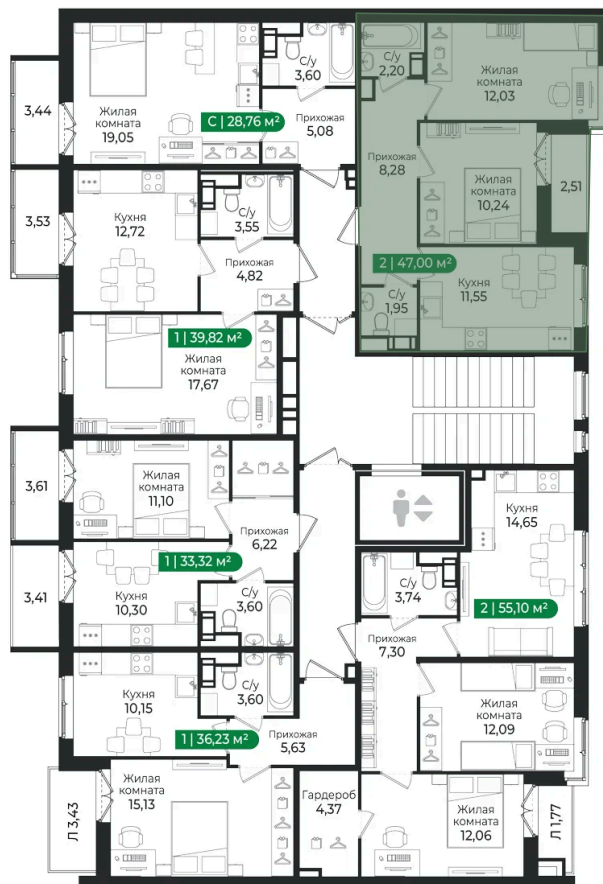 3,44
Жилая
комната
19,05
С | 28,76 м²
С/у
3,60
Прихожая
5,08
С/у
2,20
Жилая
комната
12,03
8,28
Жилая
комната
10,24
2,51
2 | 47,00 м²
С/у
1,95
Кухня
11,55
3,53
Кухня
12,72
С/у
3,55
Прихожая
4,82
1 | 39,82 м²
Жилая
комната
17,67
3,61
Жилая
комната
11,10
Прихожая
6,22
1 | 33,32 м²
3,41
Кухня
10,30
С/у
3,60
Кухня
14,65
С/у
3,74
2 | 55,10 м²
Прихожая
7,30
Кухня
10,15
С/у
3,60
1 | 36,23 м²
Прихожая
5,63
Жилая
комната
12,09
Л 3,43
Жилая
комната
15,13
Гардероб
4,37
Жилая
комната
12,06
Л 1,77